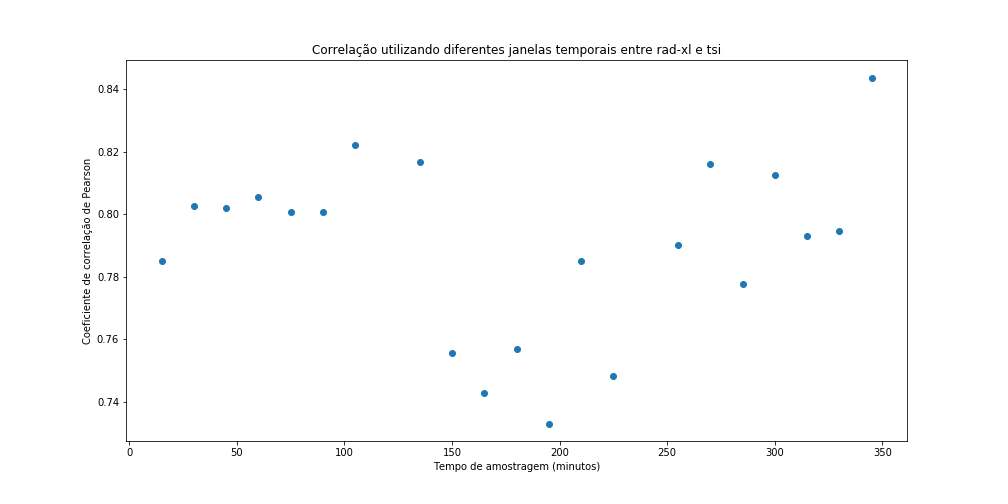 Correlação utilizando diferentes janelas temporais entre rad-xl e tsi
Coeficiente de correlação de Pearson
0.84
0.82
0.80
0.78
0.76
0.74
0 50 100 150 200 250 300 350
Tempo de amostragem (minutos)